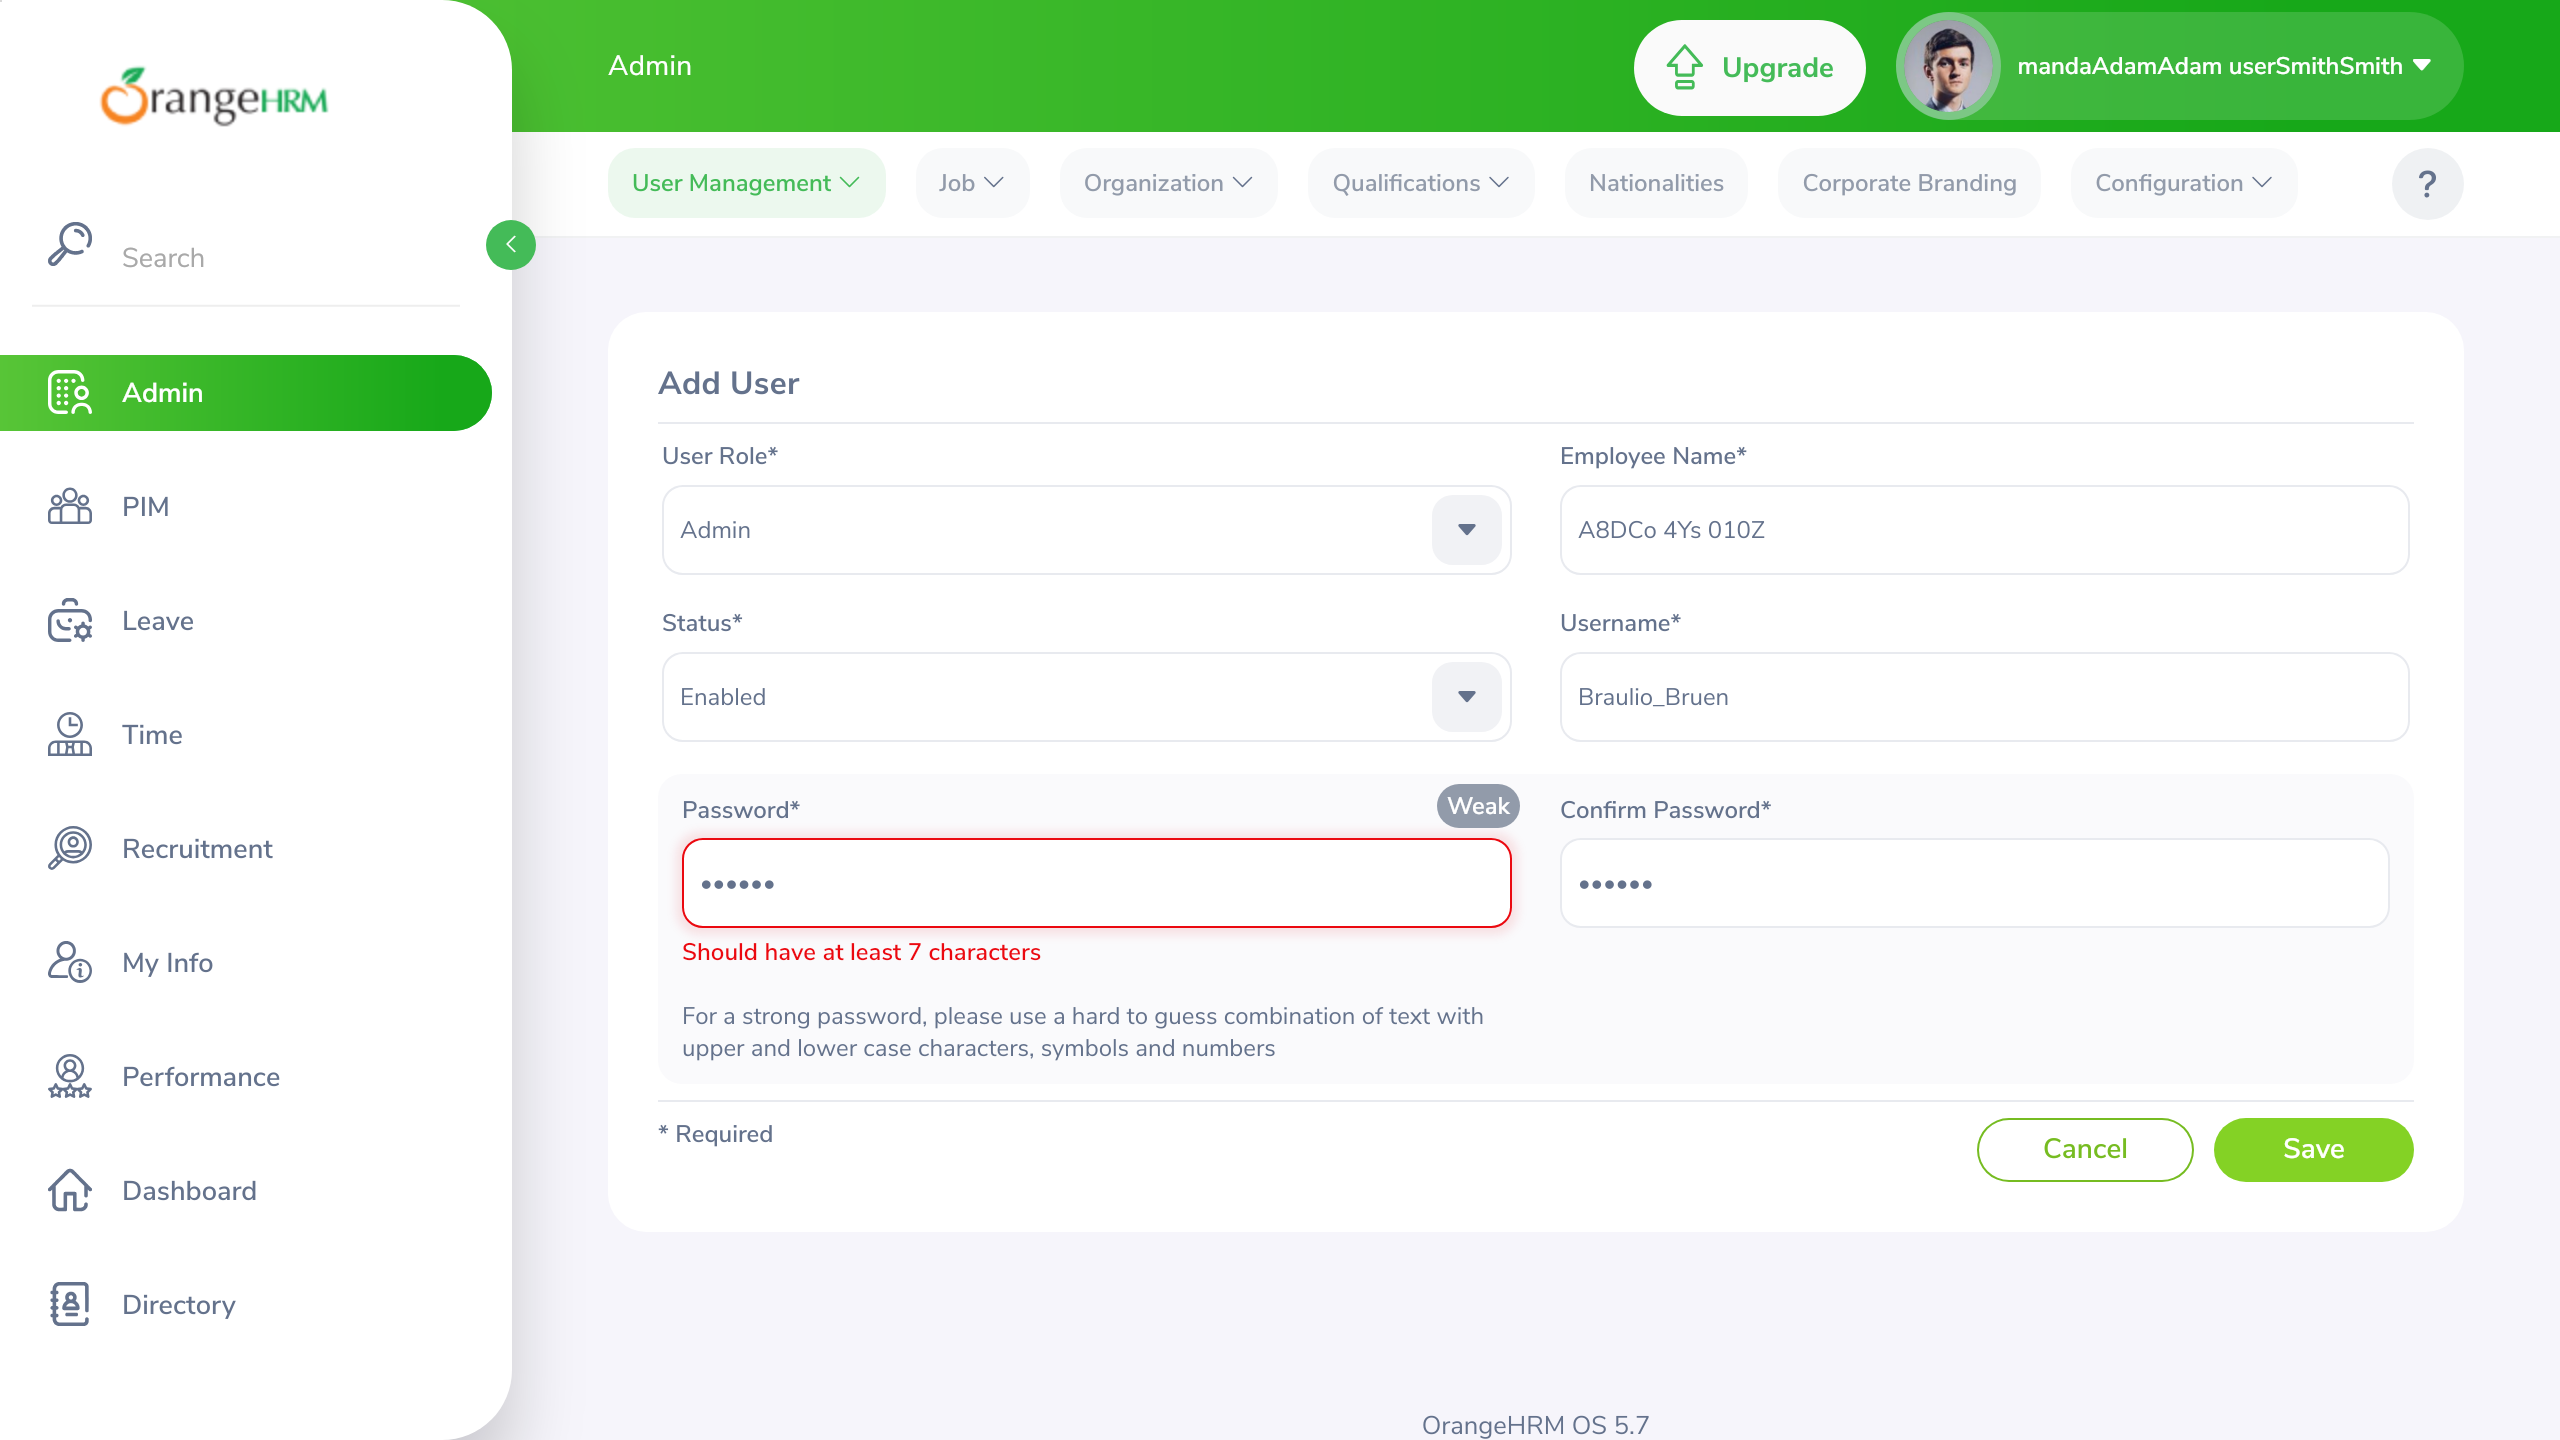 OrangeHRM
Search
Admin
PIM
Leave
Time
Recruitment
My Info
Performance
Dashboard
Directory
Admin
Upgrade
mandaAdamAdam userSmithSmith
User Management
Job
Organization
Qualifications
Nationalities
Corporate Branding
Configuration
?
Add User
User Role*
Admin
Employee Name*
A8DCo 4Ys 010Z
Status*
Enabled
Username*
Braulio_Bruen
Password*
Weak
••••••
Should have at least 7 characters
For a strong password, please use a hard to guess combination of text with
upper and lower case characters, symbols and numbers
Confirm Password*
••••••
* Required
Cancel
Save
OrangeHRM OS 5.7